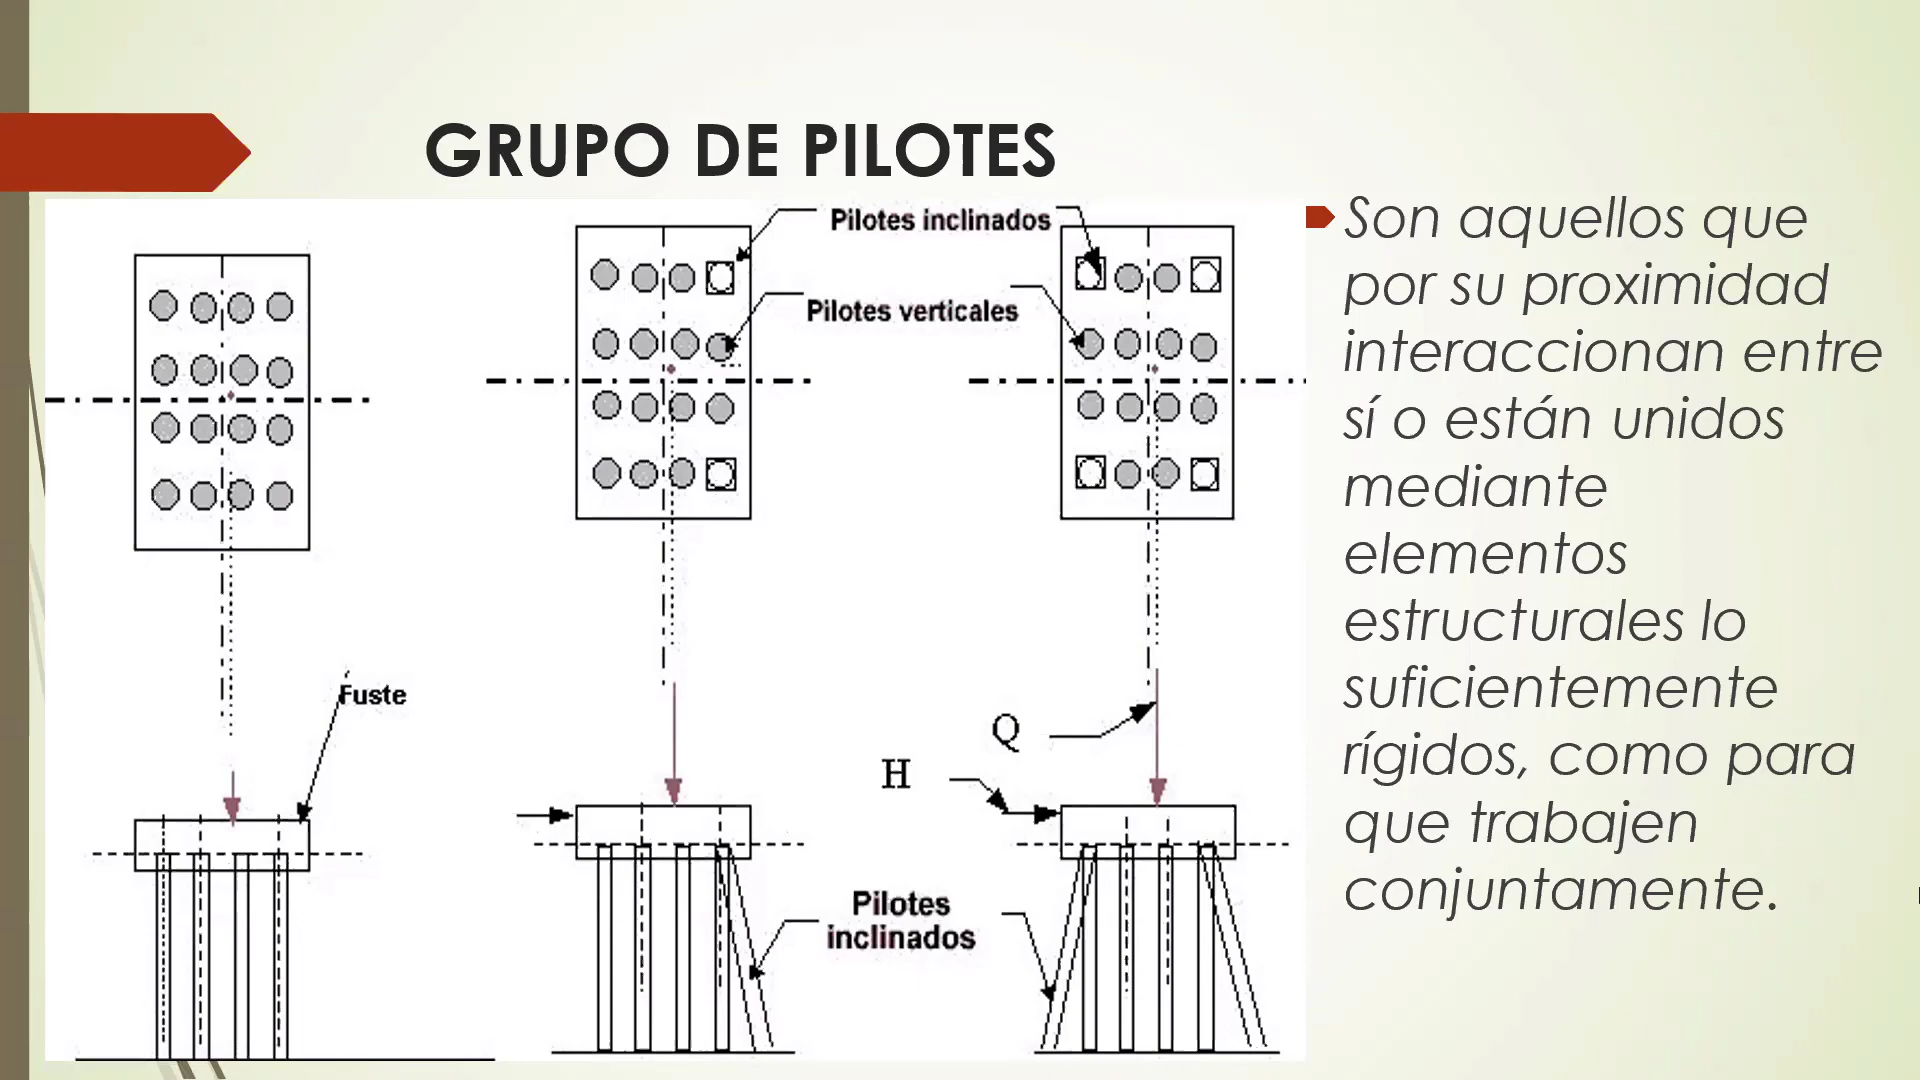 GRUPO DE PILOTES
Pilotes inclinados
Pilotes verticales
Fuste
Q
H
Pilotes
inclinados
Son aquellos que
por su proximidad
interaccionan entre
sí o están unidos
mediante
elementos
estructurales lo
suficientemente
rígidos, como para
que trabajen
conjuntamente.